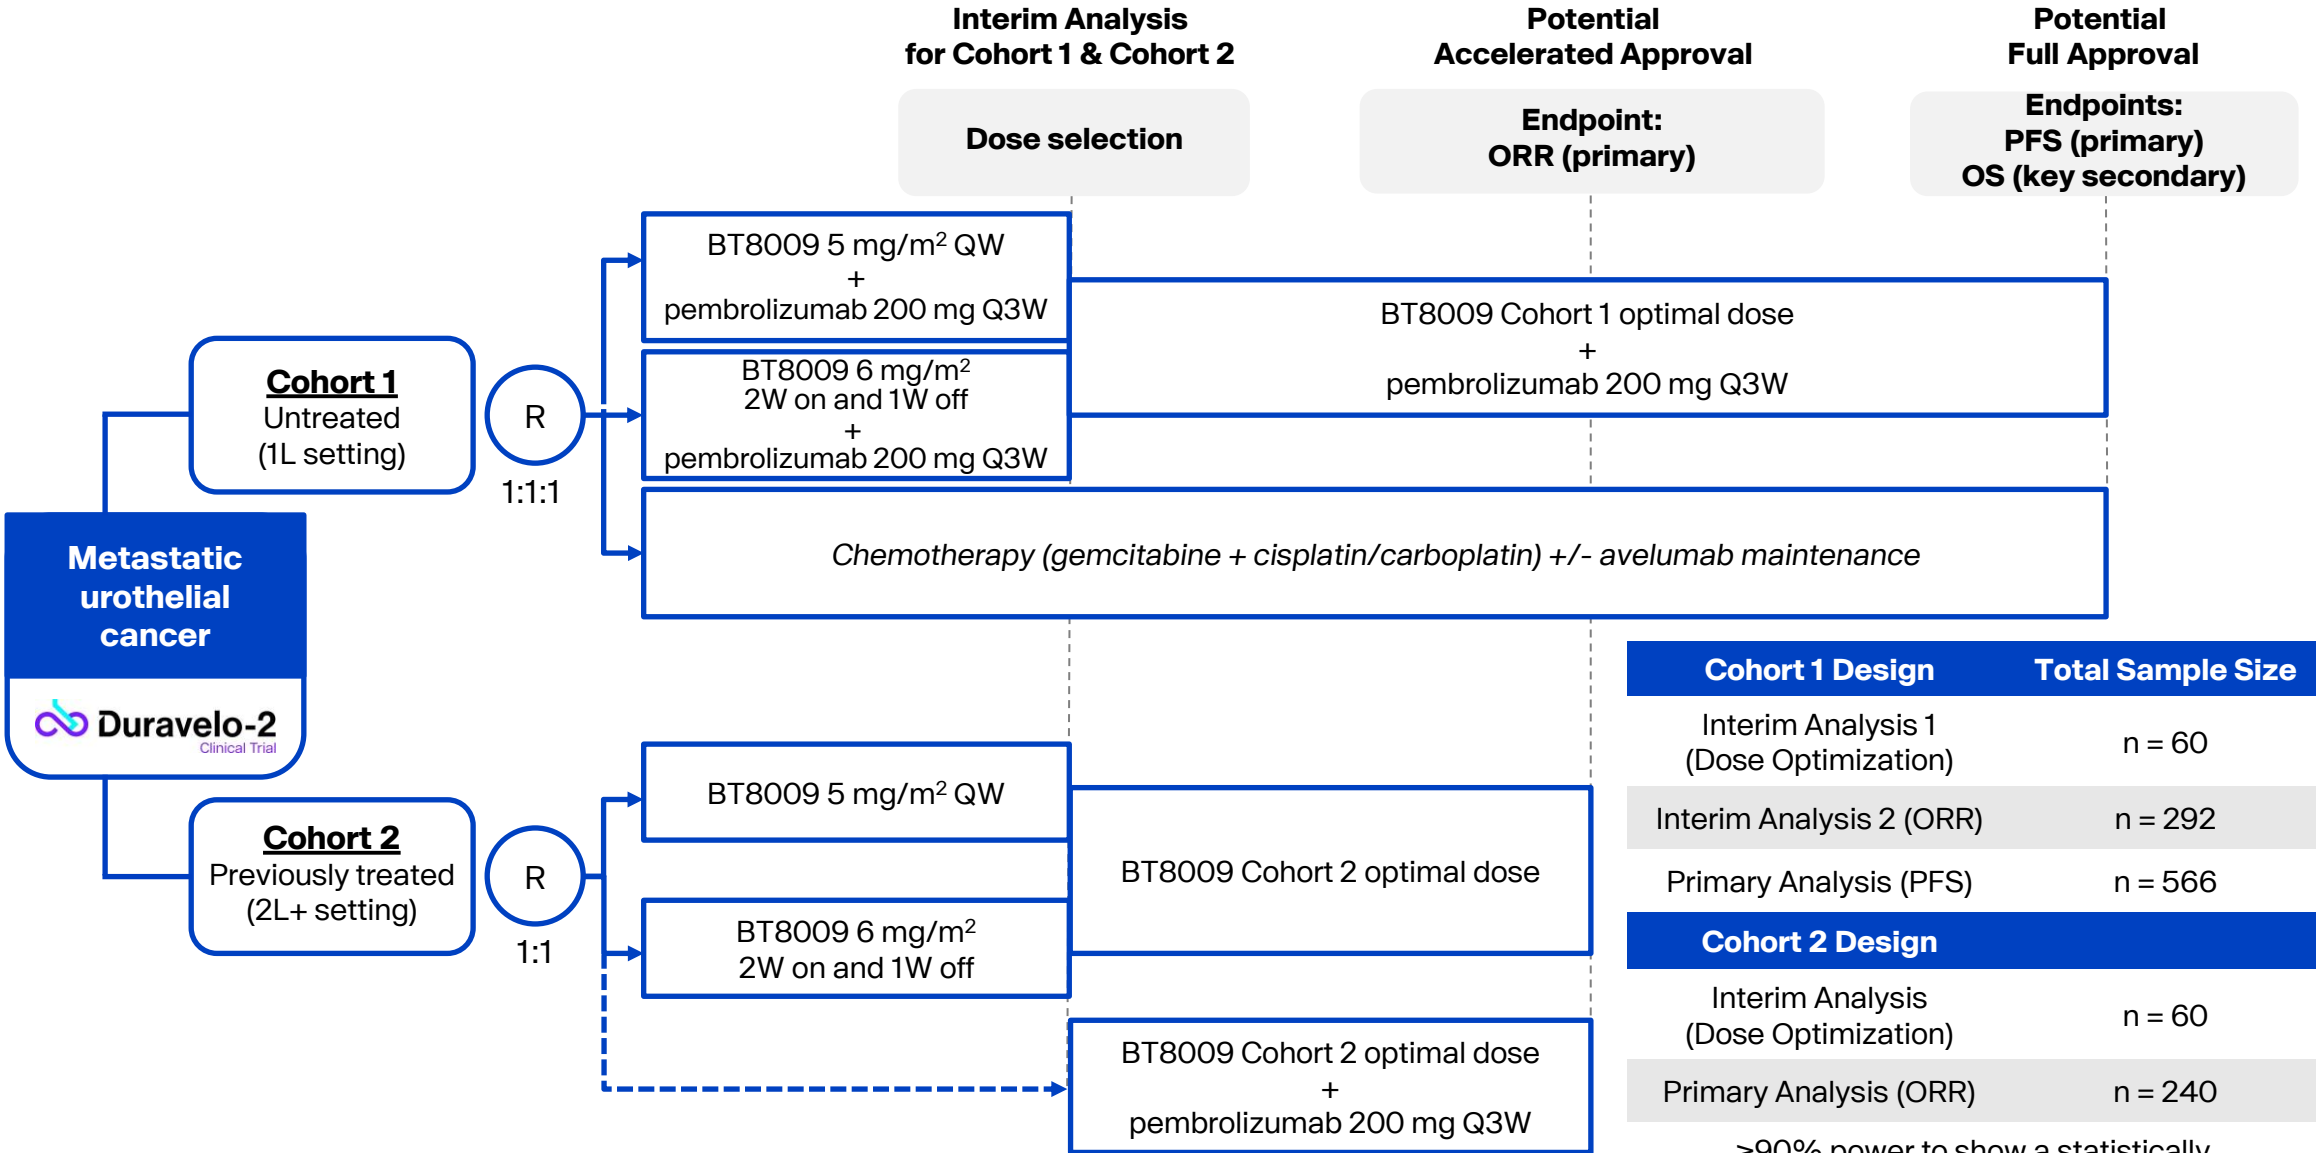 Interim Analysis
for Cohort 1 & Cohort 2
Potential
Accelerated Approval
Potential
Full Approval
Dose selection
Endpoint:
ORR (primary)
Endpoints:
PFS (primary)
OS (key secondary)
BT8009 5 mg/m² QW
+
pembrolizumab 200 mg Q3W
BT8009 Cohort 1 optimal dose
+
pembrolizumab 200 mg Q3W
Cohort 1
Untreated
(1L setting)
R
1:1:1
BT8009 6 mg/m²
2W on and 1W off
+
pembrolizumab 200 mg Q3W
Chemotherapy (gemcitabine + cisplatin/carboplatin) +/- avelumab maintenance
Metastatic
urothelial
cancer
Duravelo-2
Clinical Trial
Cohort 2
Previously treated
(2L+ setting)
R
1:1
BT8009 5 mg/m² QW
BT8009 6 mg/m²
2W on and 1W off
BT8009 Cohort 2 optimal dose
BT8009 Cohort 2 optimal dose
+
pembrolizumab 200 mg Q3W
Cohort 1 Design Total Sample Size
Interim Analysis 1
(Dose Optimization) n = 60
Interim Analysis 2 (ORR) n = 292
Primary Analysis (PFS) n = 566
Cohort 2 Design
Interim Analysis
(Dose Optimization) n = 60
Primary Analysis (ORR) n = 240
≥90% power to show a statistically